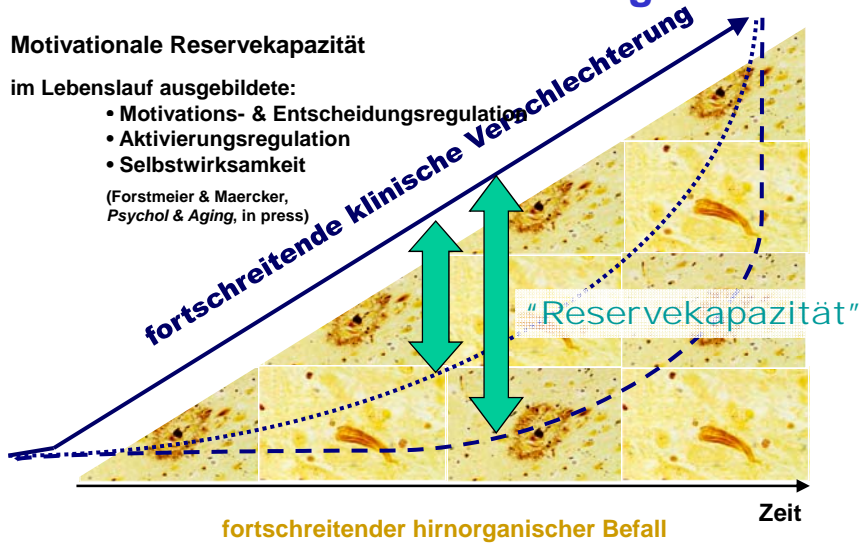 Motivationale Reservekapazität
im Lebenslauf ausgebildete:
• Motivations- & Entscheidungsregulation
• Aktivierungsregulation
• Selbstwirksamkeit
(Forstmeier & Maercker,
Psychol & Aging, in press)
fortschreitende klinische Verschlechterung
"Reservekapazität"
Zeit
fortschreitender hirnorganischer Befall